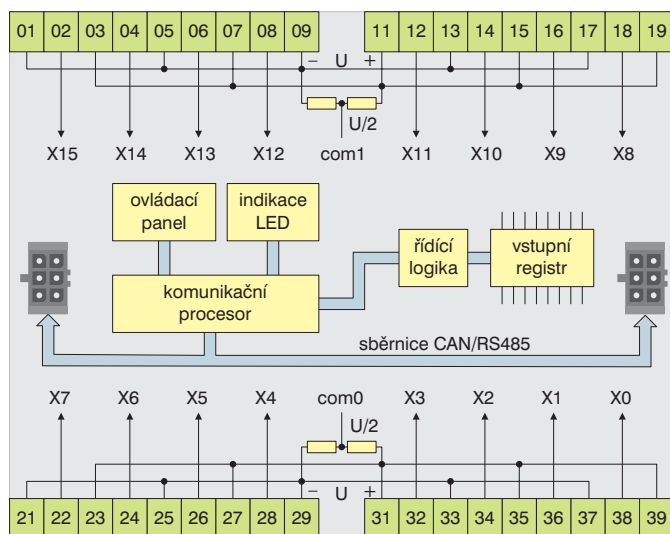 01 02 03 04 05 06 07 08 09 11 12 13 14 15 16 17 18 19
− U +
U/2
X15 X14 X13 X12 com1 X11 X10 X9 X8
ovládací
panel
indikace
LED
řídící
logika
vstupní
registr
komunikační
procesor
sběrnice CAN/RS485
X7 X6 X5 X4 com0 X3 X2 X1 X0
U/2
− U +
21 22 23 24 25 26 27 28 29 31 32 33 34 35 36 37 38 39